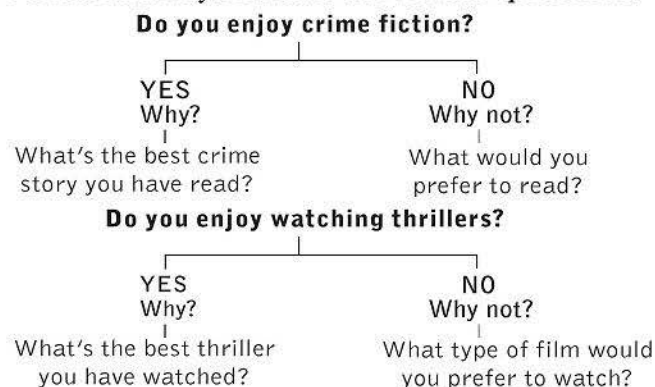 Do you enjoy crime fiction?
YES
Why?
What's the best crime
story you have read?
NO
Why not?
What would you
prefer to read?
Do you enjoy watching thrillers?
YES
Why?
What's the best thriller
you have watched?
NO
Why not?
What type of film would
you prefer to watch?